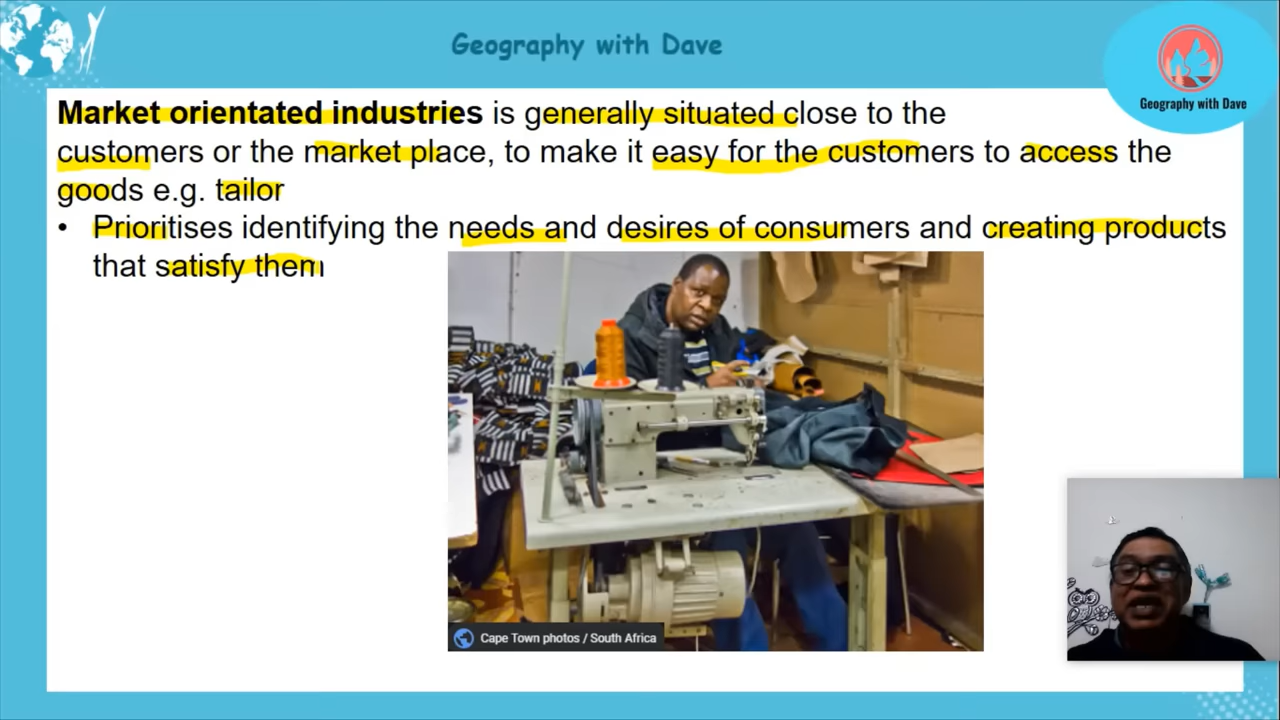 Geography with Dave
Geography with Dave
Market orientated industries is generally situated close to the
customers or the market place, to make it easy for the customers to access the
goods e.g. tailor
• Prioritises identifying the needs and desires of consumers and creating products
that satisfy them
Cape Town photos / South Africa